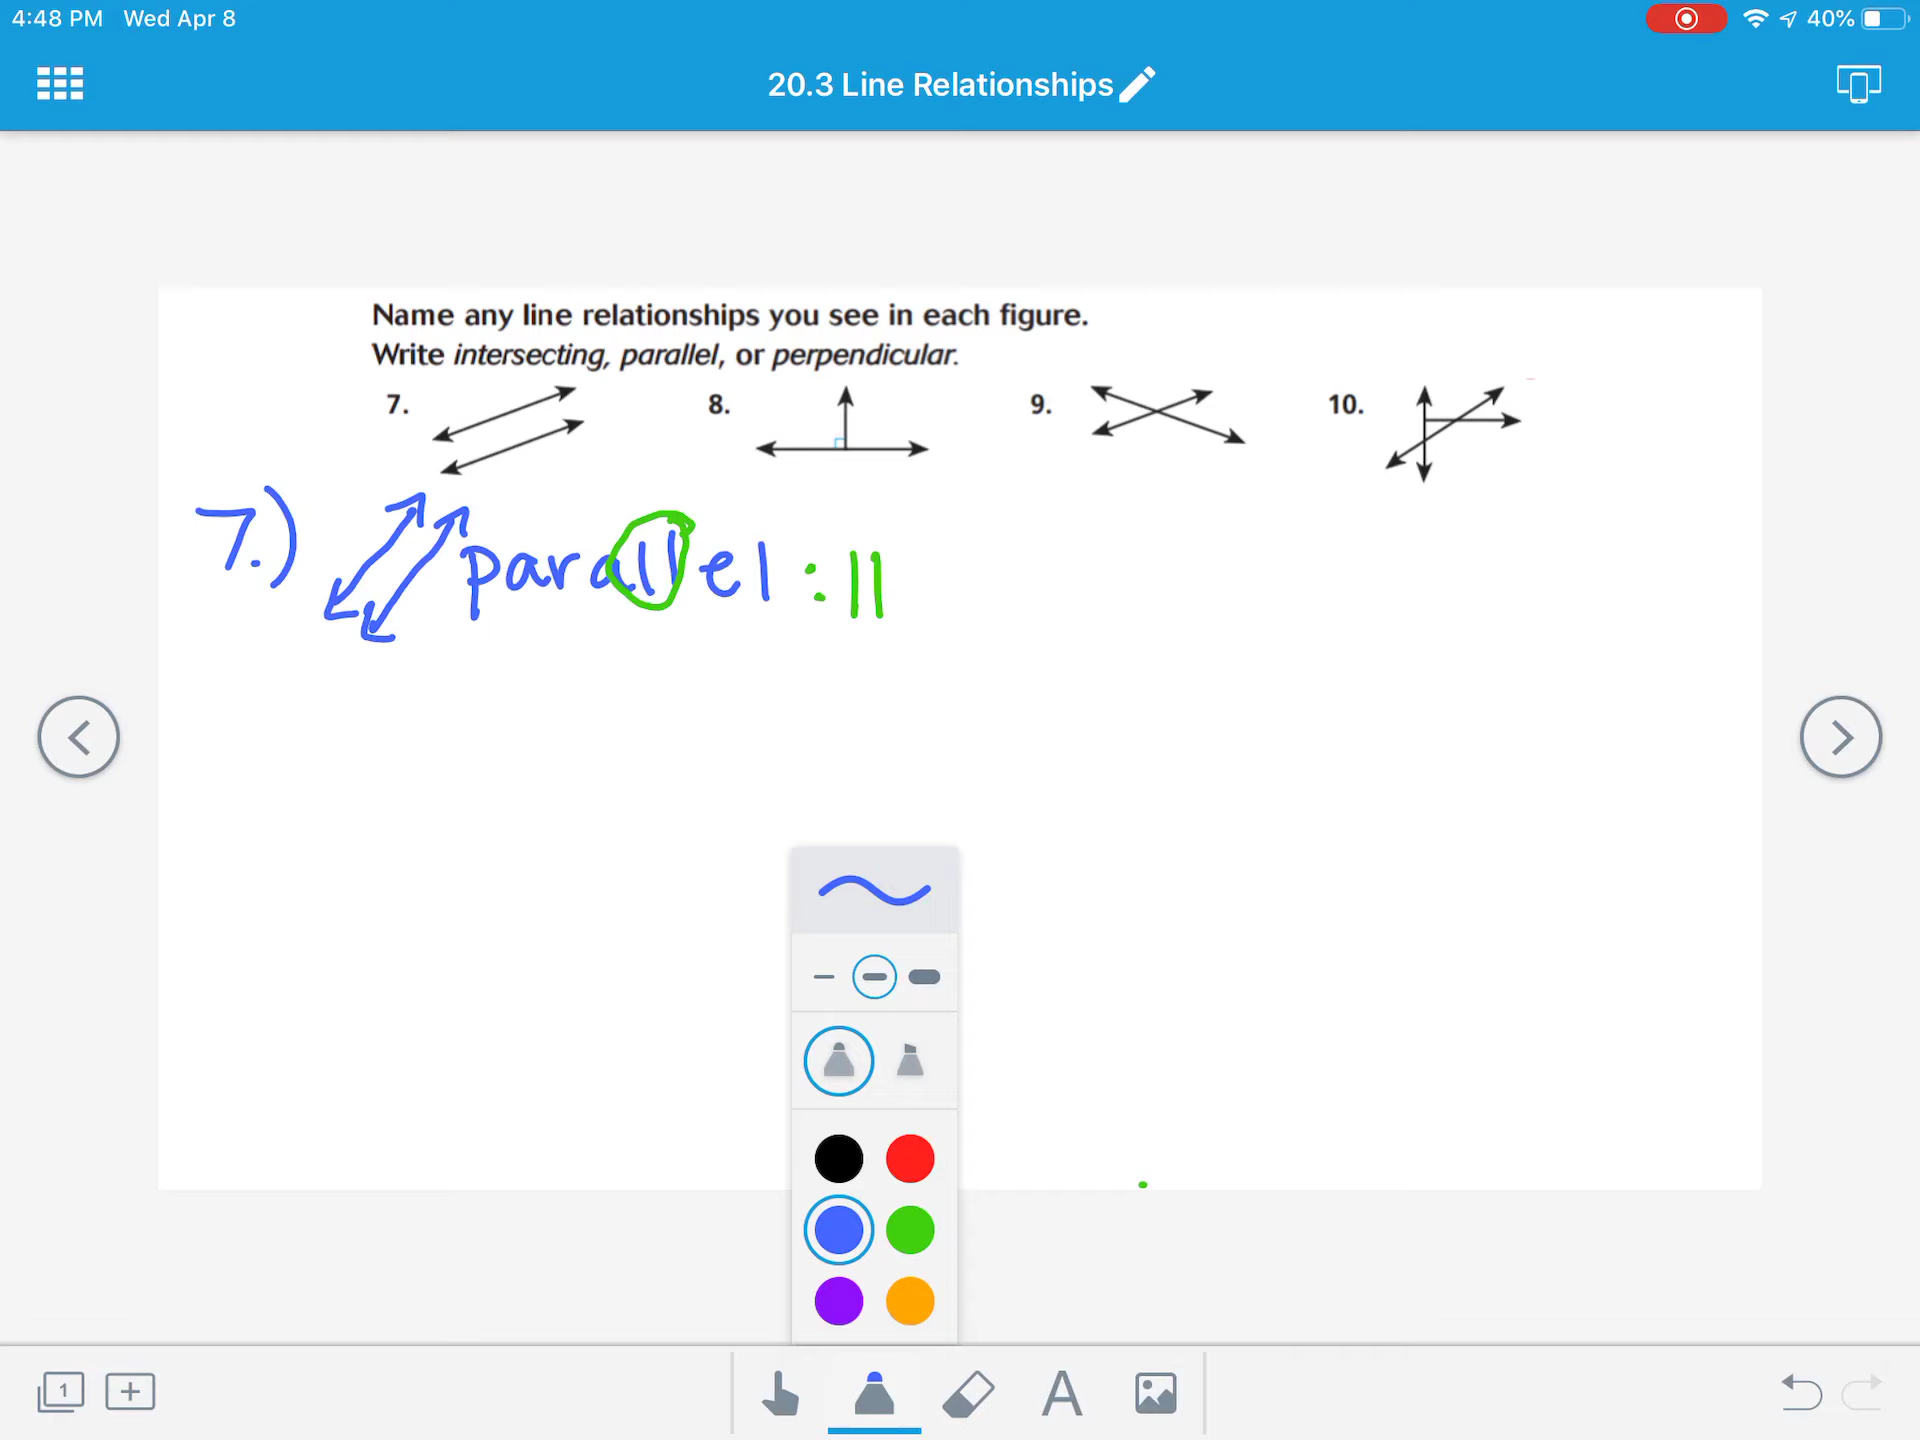 4:48 PM Wed Apr 8
40%
20.3 Line Relationships
Name any line relationships you see in each figure.
Write intersecting, parallel, or perpendicular.
7. 8. 9. 10.
7.) parallel : ||
1
A